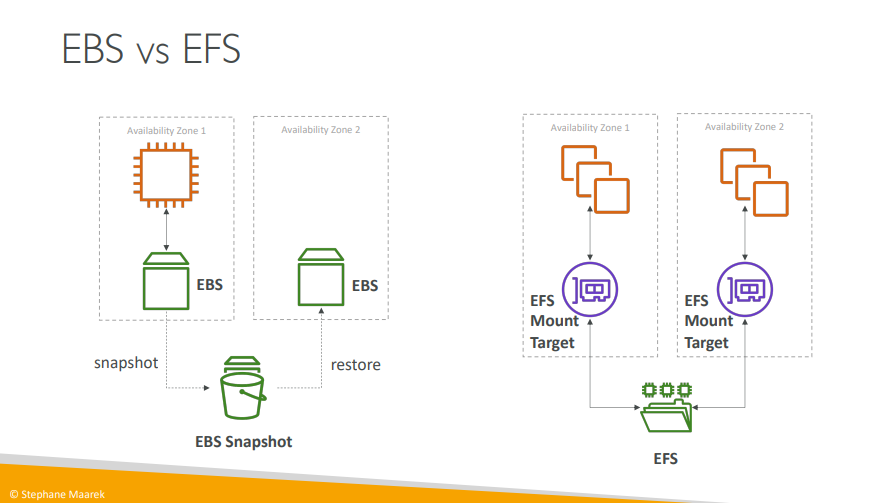 EBS vs EFS
Availability Zone 1
Availability Zone 2
EBS
EBS
snapshot
restore
EBS Snapshot
Availability Zone 1
Availability Zone 2
EFS
Mount
Target
EFS
Mount
Target
EFS
© Stephane Maarek